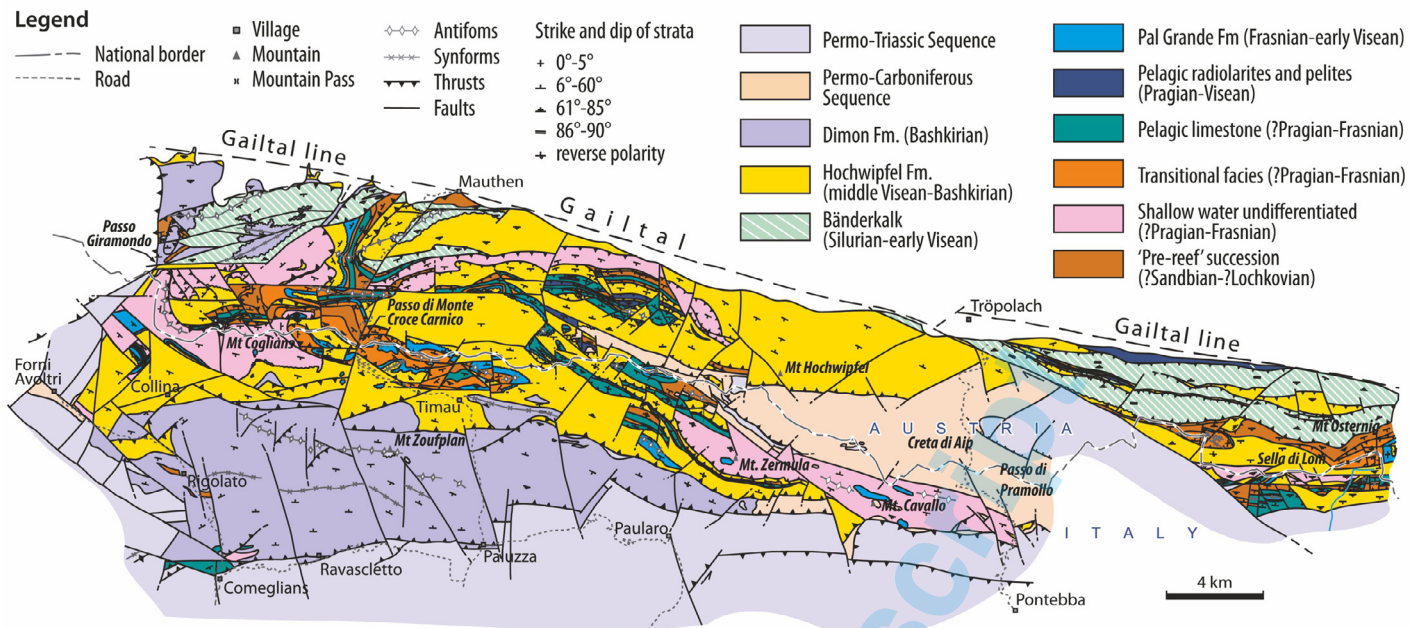 Legend
National border
Road
Village
Mountain
Mountain Pass
Antifoms
Synforms
Thrusts
Faults
Strike and dip of strata
0°-5°
6°-60°
61°-85°
86°-90°
reverse polarity
Permo-Triassic Sequence
Permo-Carboniferous
Sequence
Dimon Fm. (Bashkirian)
Hochwipfel Fm.
(middle Visean-Bashkirian)
Bänderkalk
(Silurian-early Visean)
Pal Grande Fm (Frasnian-early Visean)
Pelagic radiolarites and pelites
(Pragian-Visean)
Pelagic limestone (?Pragian-Frasnian)
Transitional facies (?Pragian-Frasnian)
Shallow water undifferentiated
(?Pragian-Frasnian)
'Pre-reef' succession
(?Sandbian-?Lochkovian)
Gailtal line
Mauthen
Gailtal
Passo
Giramondo
Passo di Monte
Croce Carnico
Tröpolach
Gailtal line
Mt Coglians
Mt Hochwipfel
Forni
Avoltri
Collina
Timau
AUSTRIA
Mt Osternig
Mt Zoufplan
Creta di Aip
Sella di Lom
Mt. Zermula
Passo di
Pramollo
Rigolato
Mt. Cavallo
ITALY
Paularo
Paluzza
Ravascletto
Comeglians
4 km
Pontebba